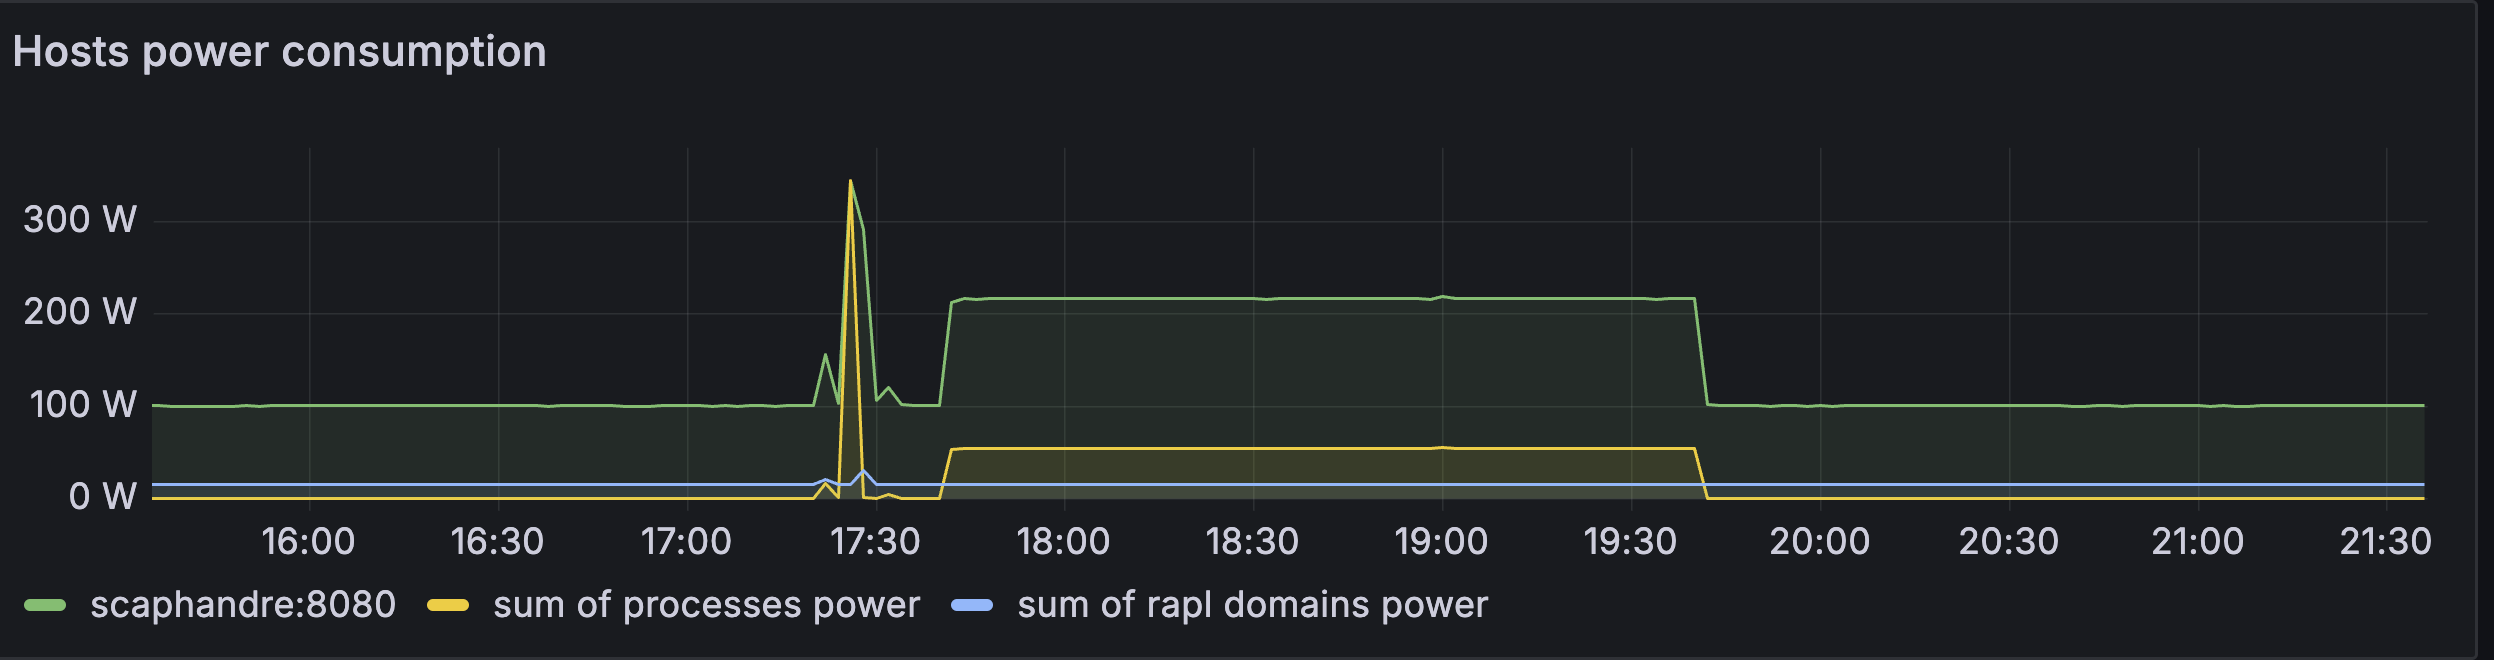 Hosts power consumption
300 W
200 W
100 W
0 W
16:00 16:30 17:00 17:30 18:00 18:30 19:00 19:30 20:00 20:30 21:00 21:30
scaphandre:8080 sum of processes power sum of rapl domains power